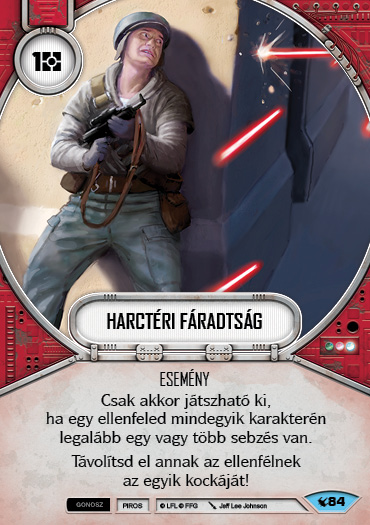 1
HARCTÉRI FÁRADTSÁG
ESEMÉNY
Csak akkor játszható ki,
ha egy ellenfeled mindegyik karakterén
legalább egy vagy több sebzés van.
Távolítsd el annak az ellenfélnek
az egyik kockáját!
GONOSZ PIROS © LFL © FFG Jeff Lee Johnson 84